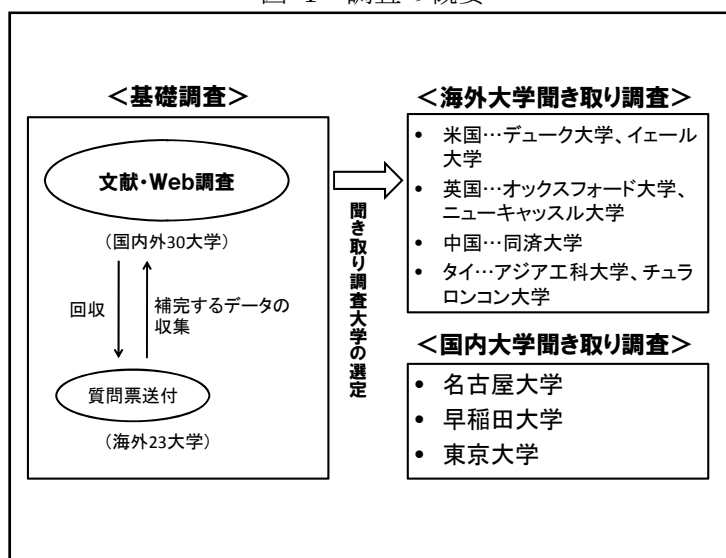 図 1 調査の概要
＜基礎調査＞
文献・Web調査
（国内外30大学）
回収
補完するデータの
収集
質問票送付
（海外23大学）
聞き取り調査大学の選定
＜海外大学聞き取り調査＞
• 米国…デューク大学、イェール
大学
• 英国…オックスフォード大学、
ニューキャッスル大学
• 中国…同済大学
• タイ…アジア工科大学、チュラ
ロンコン大学
＜国内大学聞き取り調査＞
• 名古屋大学
• 早稲田大学
• 東京大学